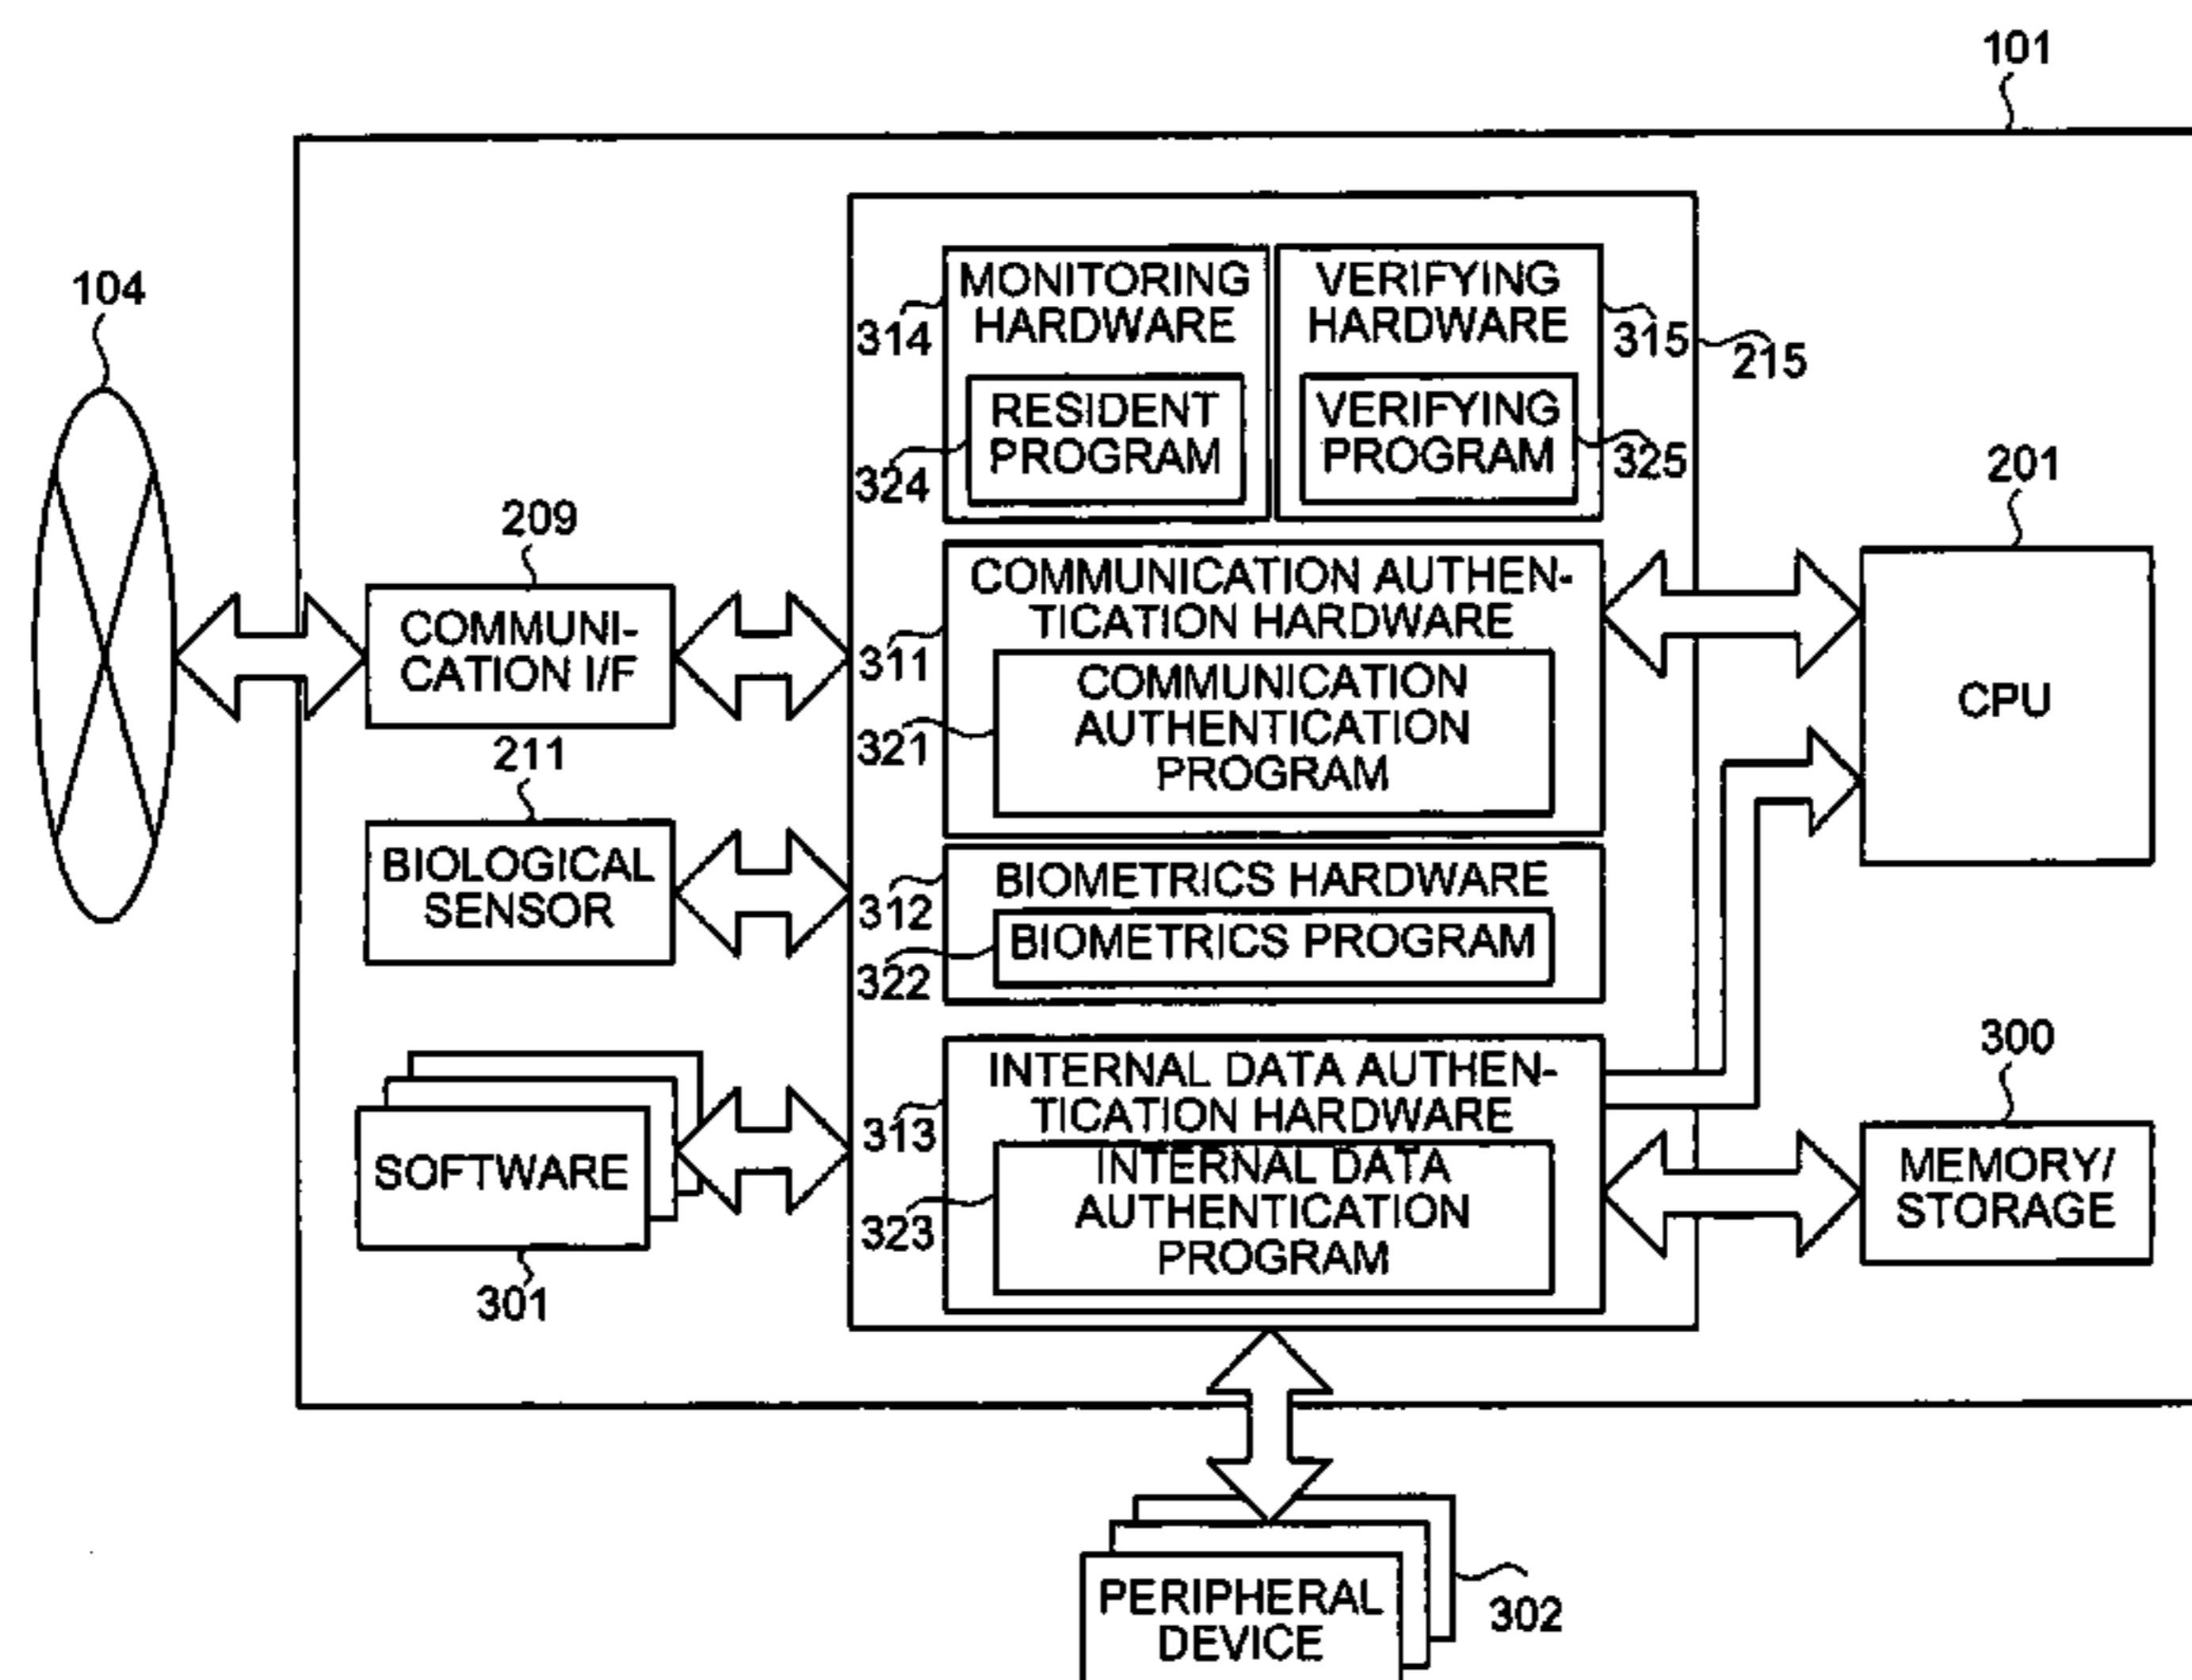 101
104
MONITORING
HARDWARE
314
RESIDENT
PROGRAM
324
VERIFYING
HARDWARE
315
215
VERIFYING
PROGRAM
325
201
209
COMMUNI-
CATION I/F
COMMUNICATION AUTHEN-
TICATION HARDWARE
311
COMMUNICATION
AUTHENTICATION
PROGRAM
321
CPU
211
BIOLOGICAL
SENSOR
BIOMETRICS HARDWARE
312
BIOMETRICS PROGRAM
322
300
INTERNAL DATA AUTHEN-
TICATION HARDWARE
313
INTERNAL DATA
AUTHENTICATION
PROGRAM
323
SOFTWARE
301
MEMORY/
STORAGE
PERIPHERAL
DEVICE
302